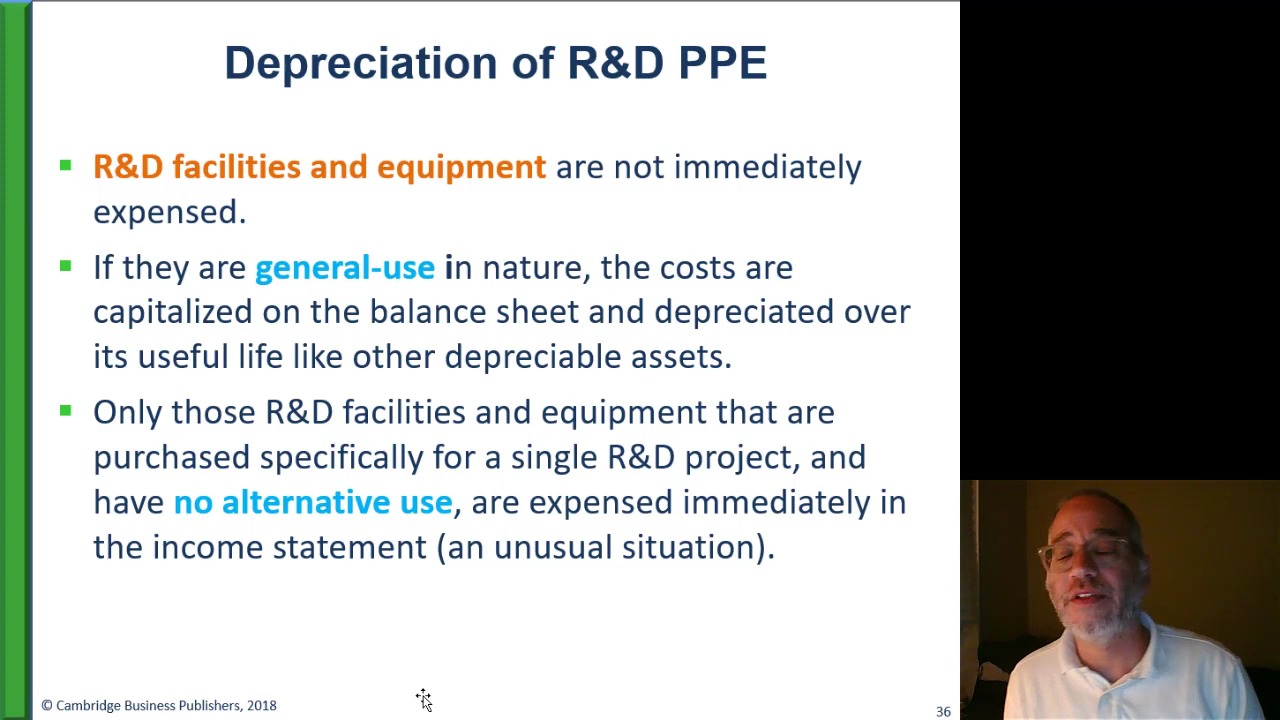 Depreciation of R&D PPE
R&D facilities and equipment are not immediately
expensed.
If they are general-use in nature, the costs are
capitalized on the balance sheet and depreciated over
its useful life like other depreciable assets.
Only those R&D facilities and equipment that are
purchased specifically for a single R&D project, and
have no alternative use, are expensed immediately in
the income statement (an unusual situation).
© Cambridge Business Publishers, 2018
36